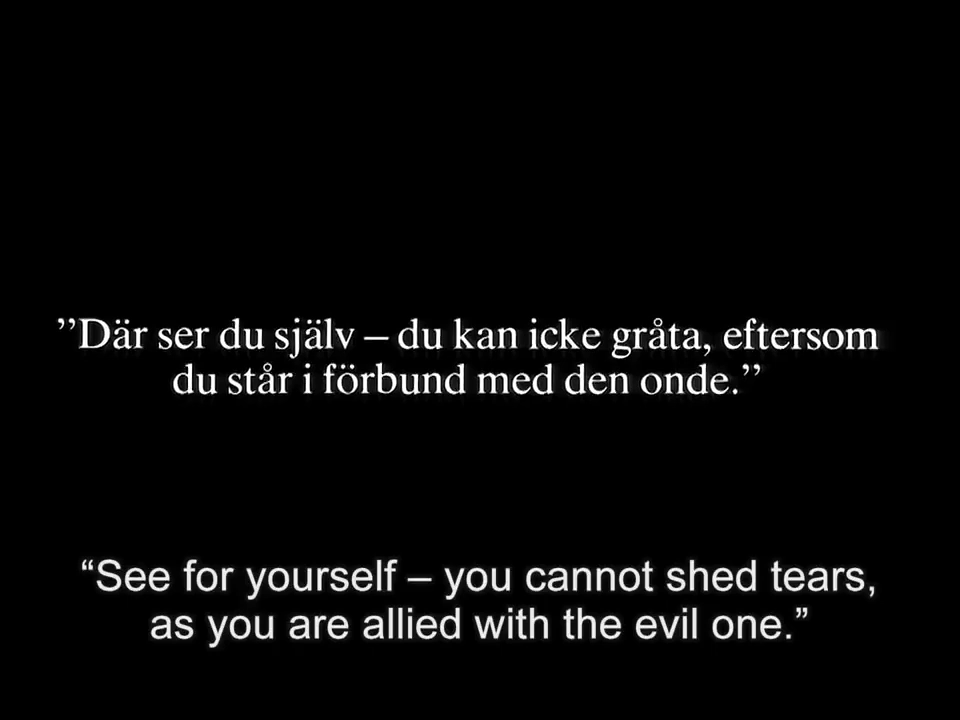 ”Där ser du själv – du kan icke gråta, eftersom
du står i förbund med den onde.”
“See for yourself – you cannot shed tears,
as you are allied with the evil one.”